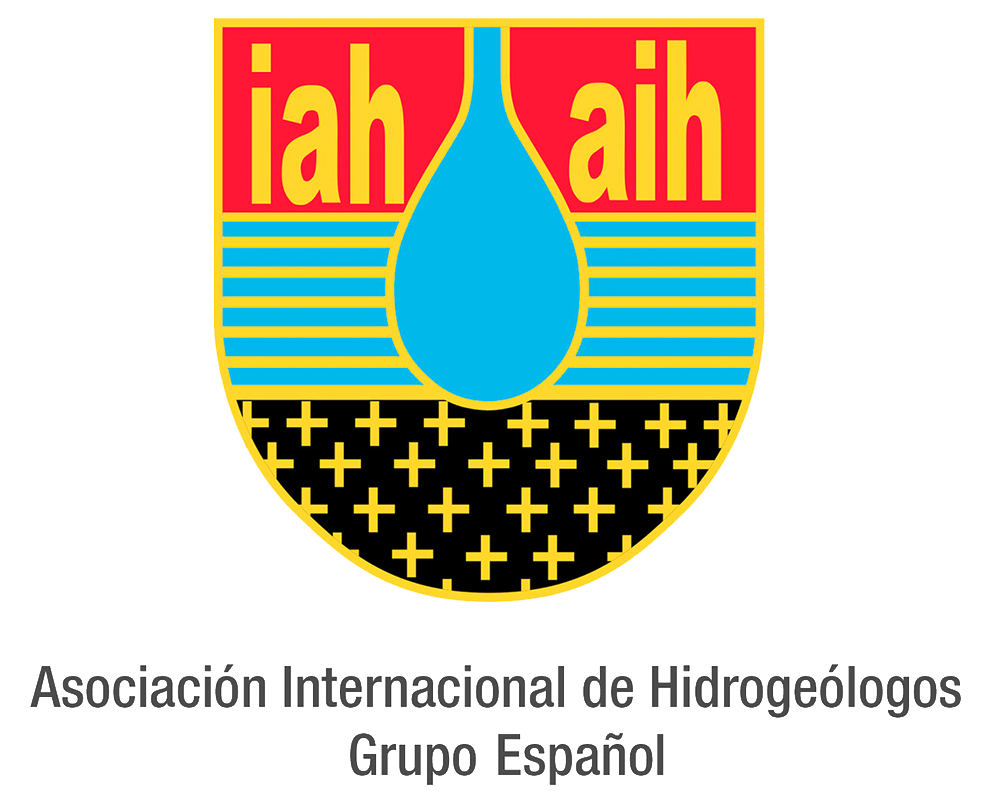 iah aih
Asociación Internacional de Hidrogeólogos
Grupo Español